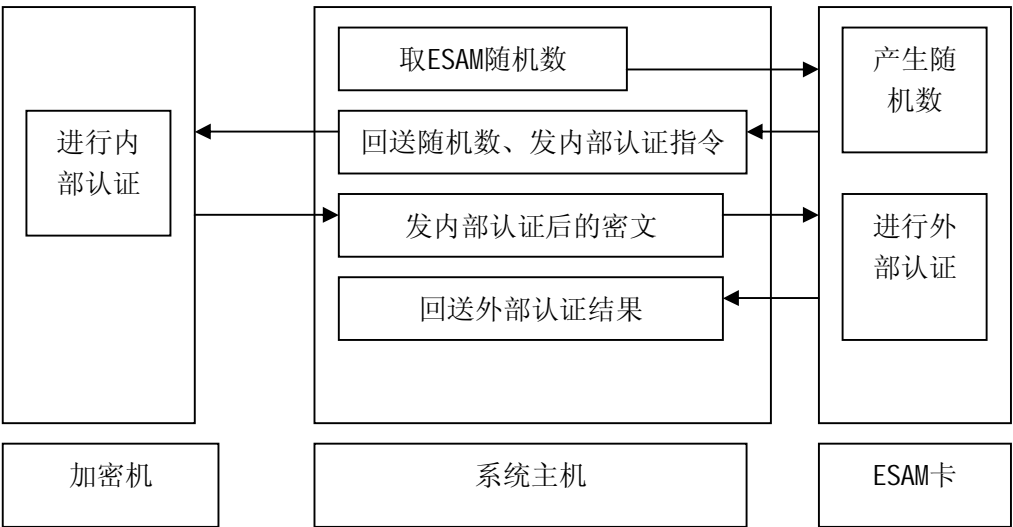 取ESAM随机数
产生随
机数
进行内
部认证
回送随机数、发内部认证指令
发内部认证后的密文
进行外
部认证
回送外部认证结果
加密机
系统主机
ESAM卡